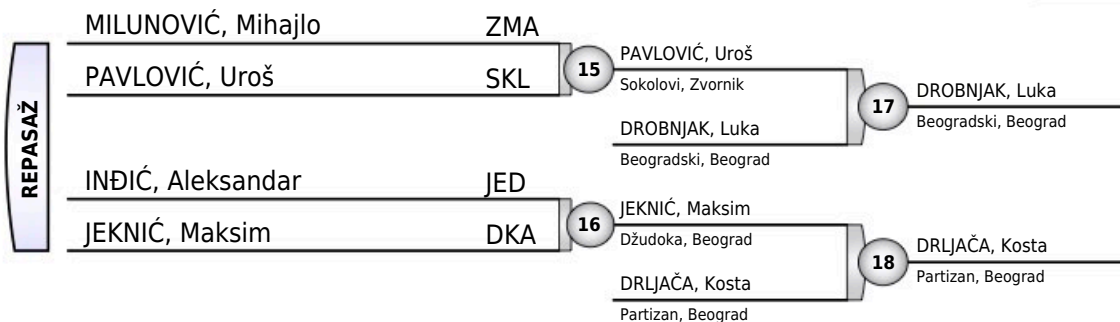 REPASAŽ
MILUNOVIĆ, Mihajlo ZMA
PAVLOVIĆ, Uroš SKL
15
PAVLOVIĆ, Uroš
Sokolovi, Zvornik
DROBNJAK, Luka
Beogradski, Beograd
17
DROBNJAK, Luka
Beogradski, Beograd
INĐIĆ, Aleksandar JED
JEKNIĆ, Maksim DKA
16
JEKNIĆ, Maksim
Džudoka, Beograd
DRLJAČA, Kosta
Partizan, Beograd
18
DRLJAČA, Kosta
Partizan, Beograd